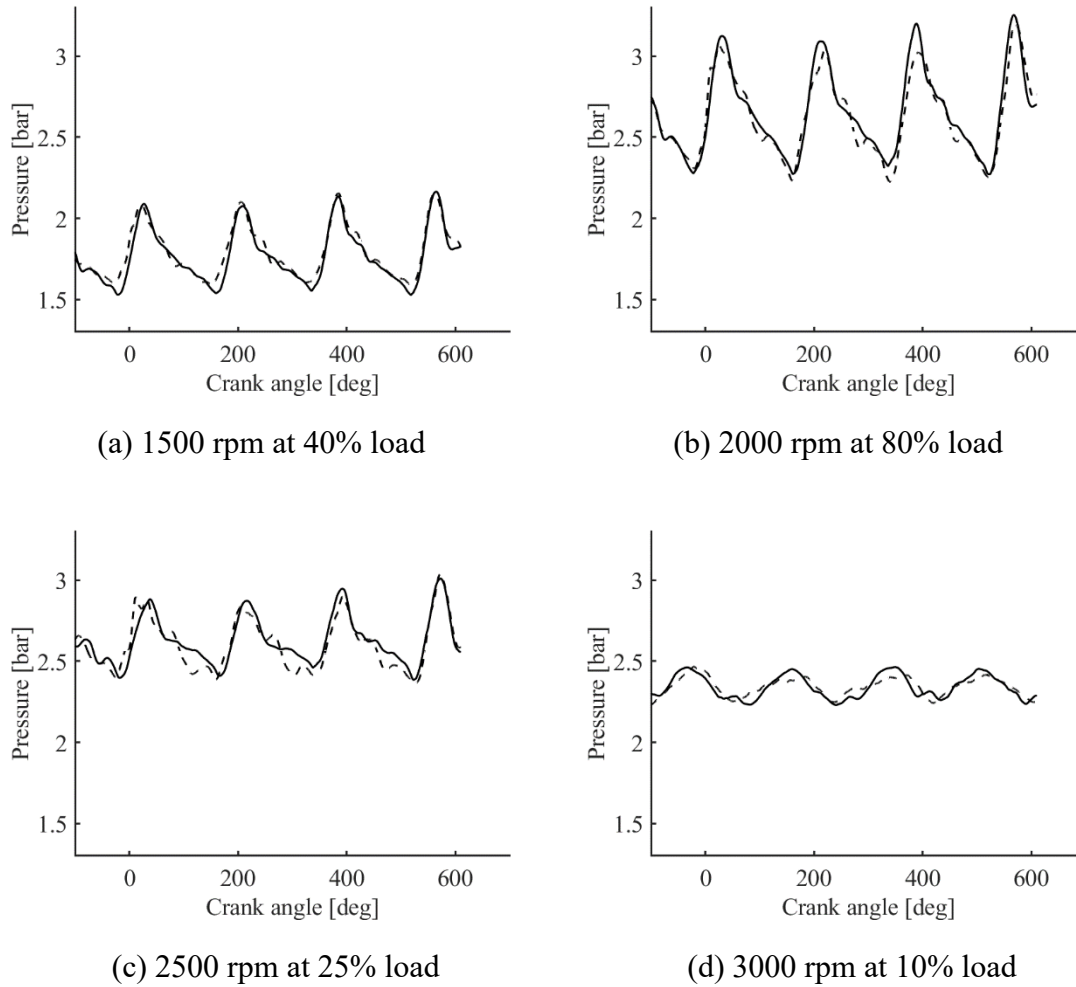 3
2.5
2
1.5
Pressure [bar]
0 200 400 600
Crank angle [deg]
(a) 1500 rpm at 40% load
3
2.5
2
1.5
Pressure [bar]
0 200 400 600
Crank angle [deg]
(b) 2000 rpm at 80% load
3
2.5
2
1.5
Pressure [bar]
0 200 400 600
Crank angle [deg]
(c) 2500 rpm at 25% load
3
2.5
2
1.5
Pressure [bar]
0 200 400 600
Crank angle [deg]
(d) 3000 rpm at 10% load